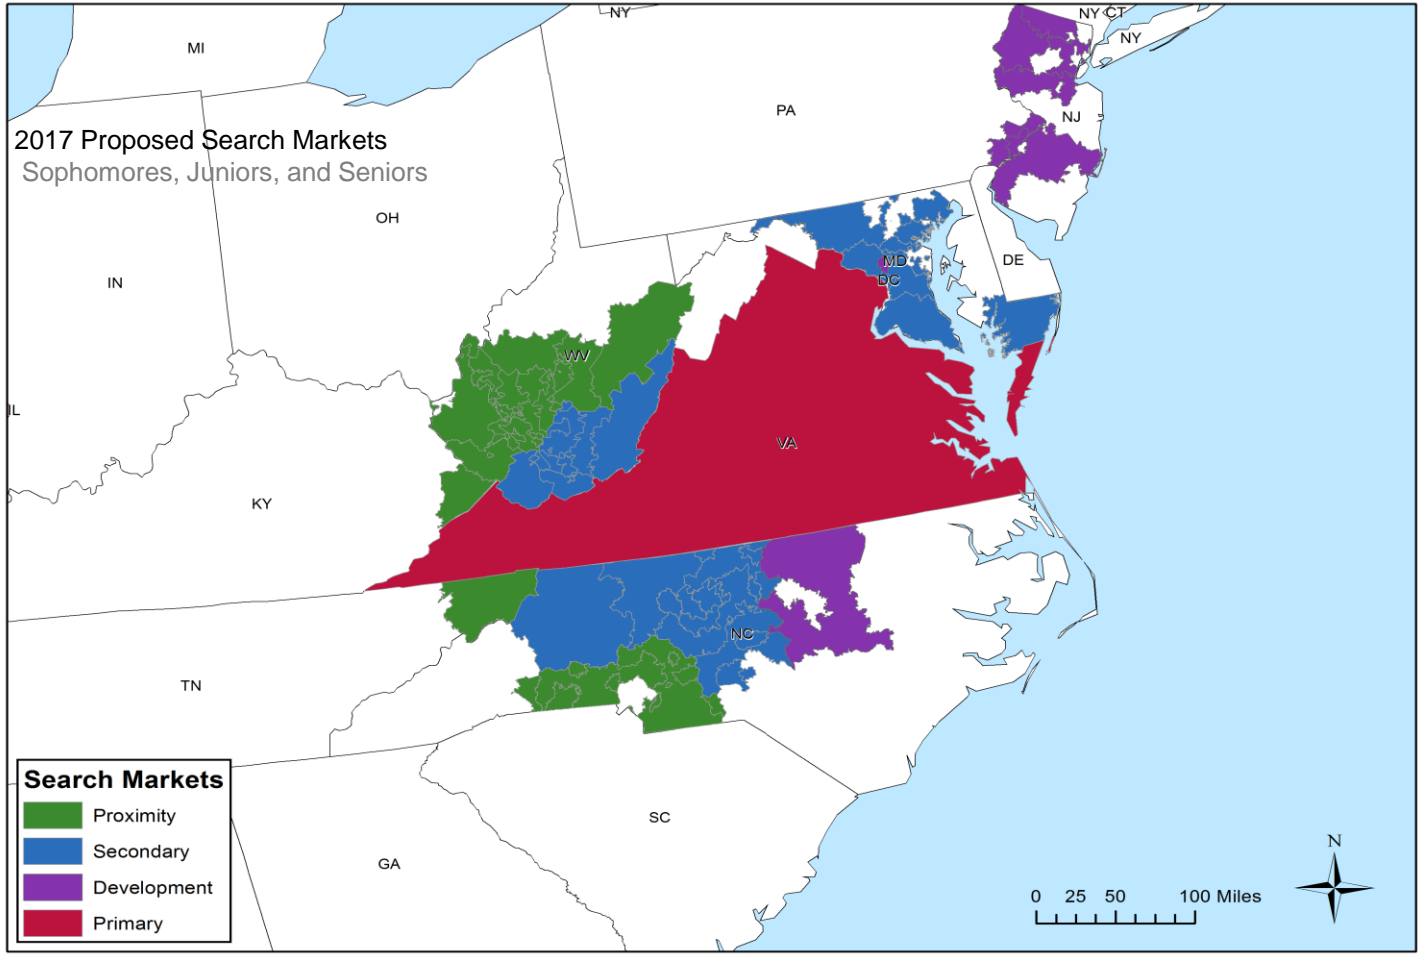 NY
NY CT
NY
MI
PA
NJ
2017 Proposed Search Markets
Sophomores, Juniors, and Seniors
OH
MD
DE
DC
IN
WV
IL
VA
KY
NC
TN
SC
GA
Search Markets
Proximity
Secondary
Development
Primary
N
0 25 50 100 Miles